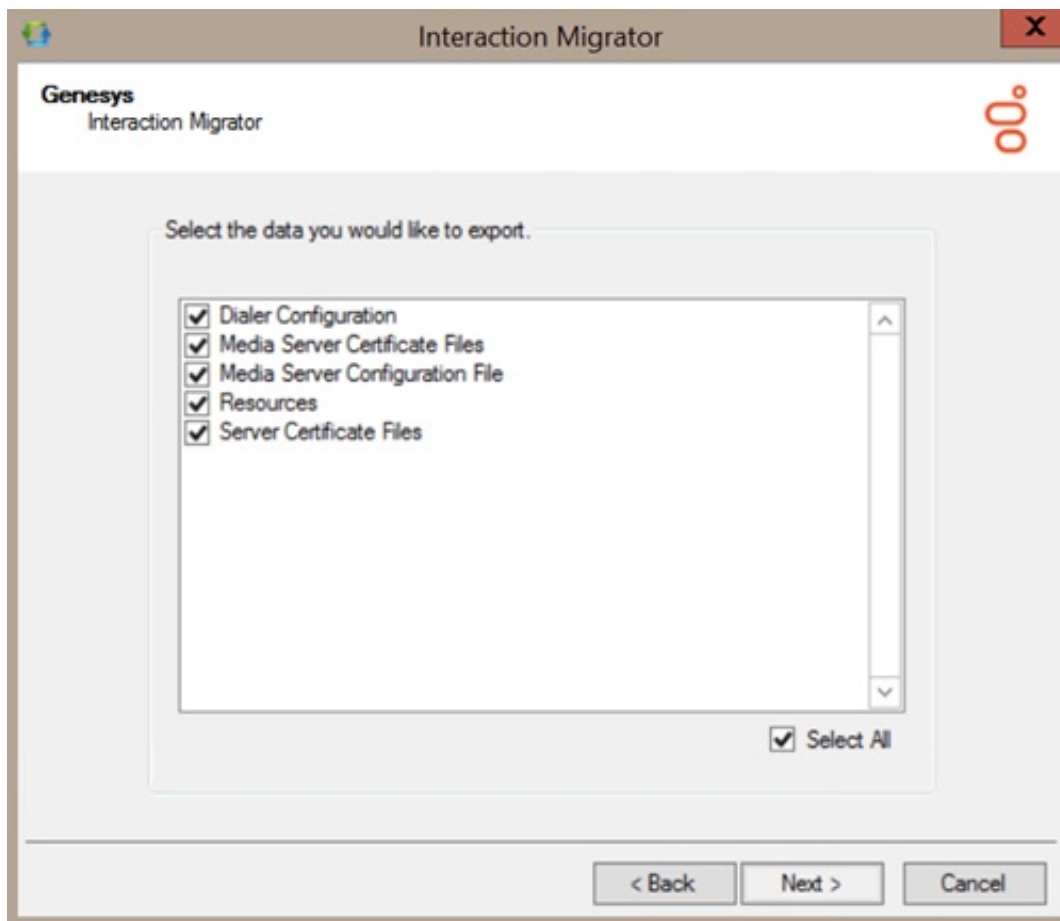 Interaction Migrator
X
Genesys
Interaction Migrator
Select the data you would like to export.
Dialer Configuration
Media Server Certificate Files
Media Server Configuration File
Resources
Server Certificate Files
Select All
< Back
Next >
Cancel